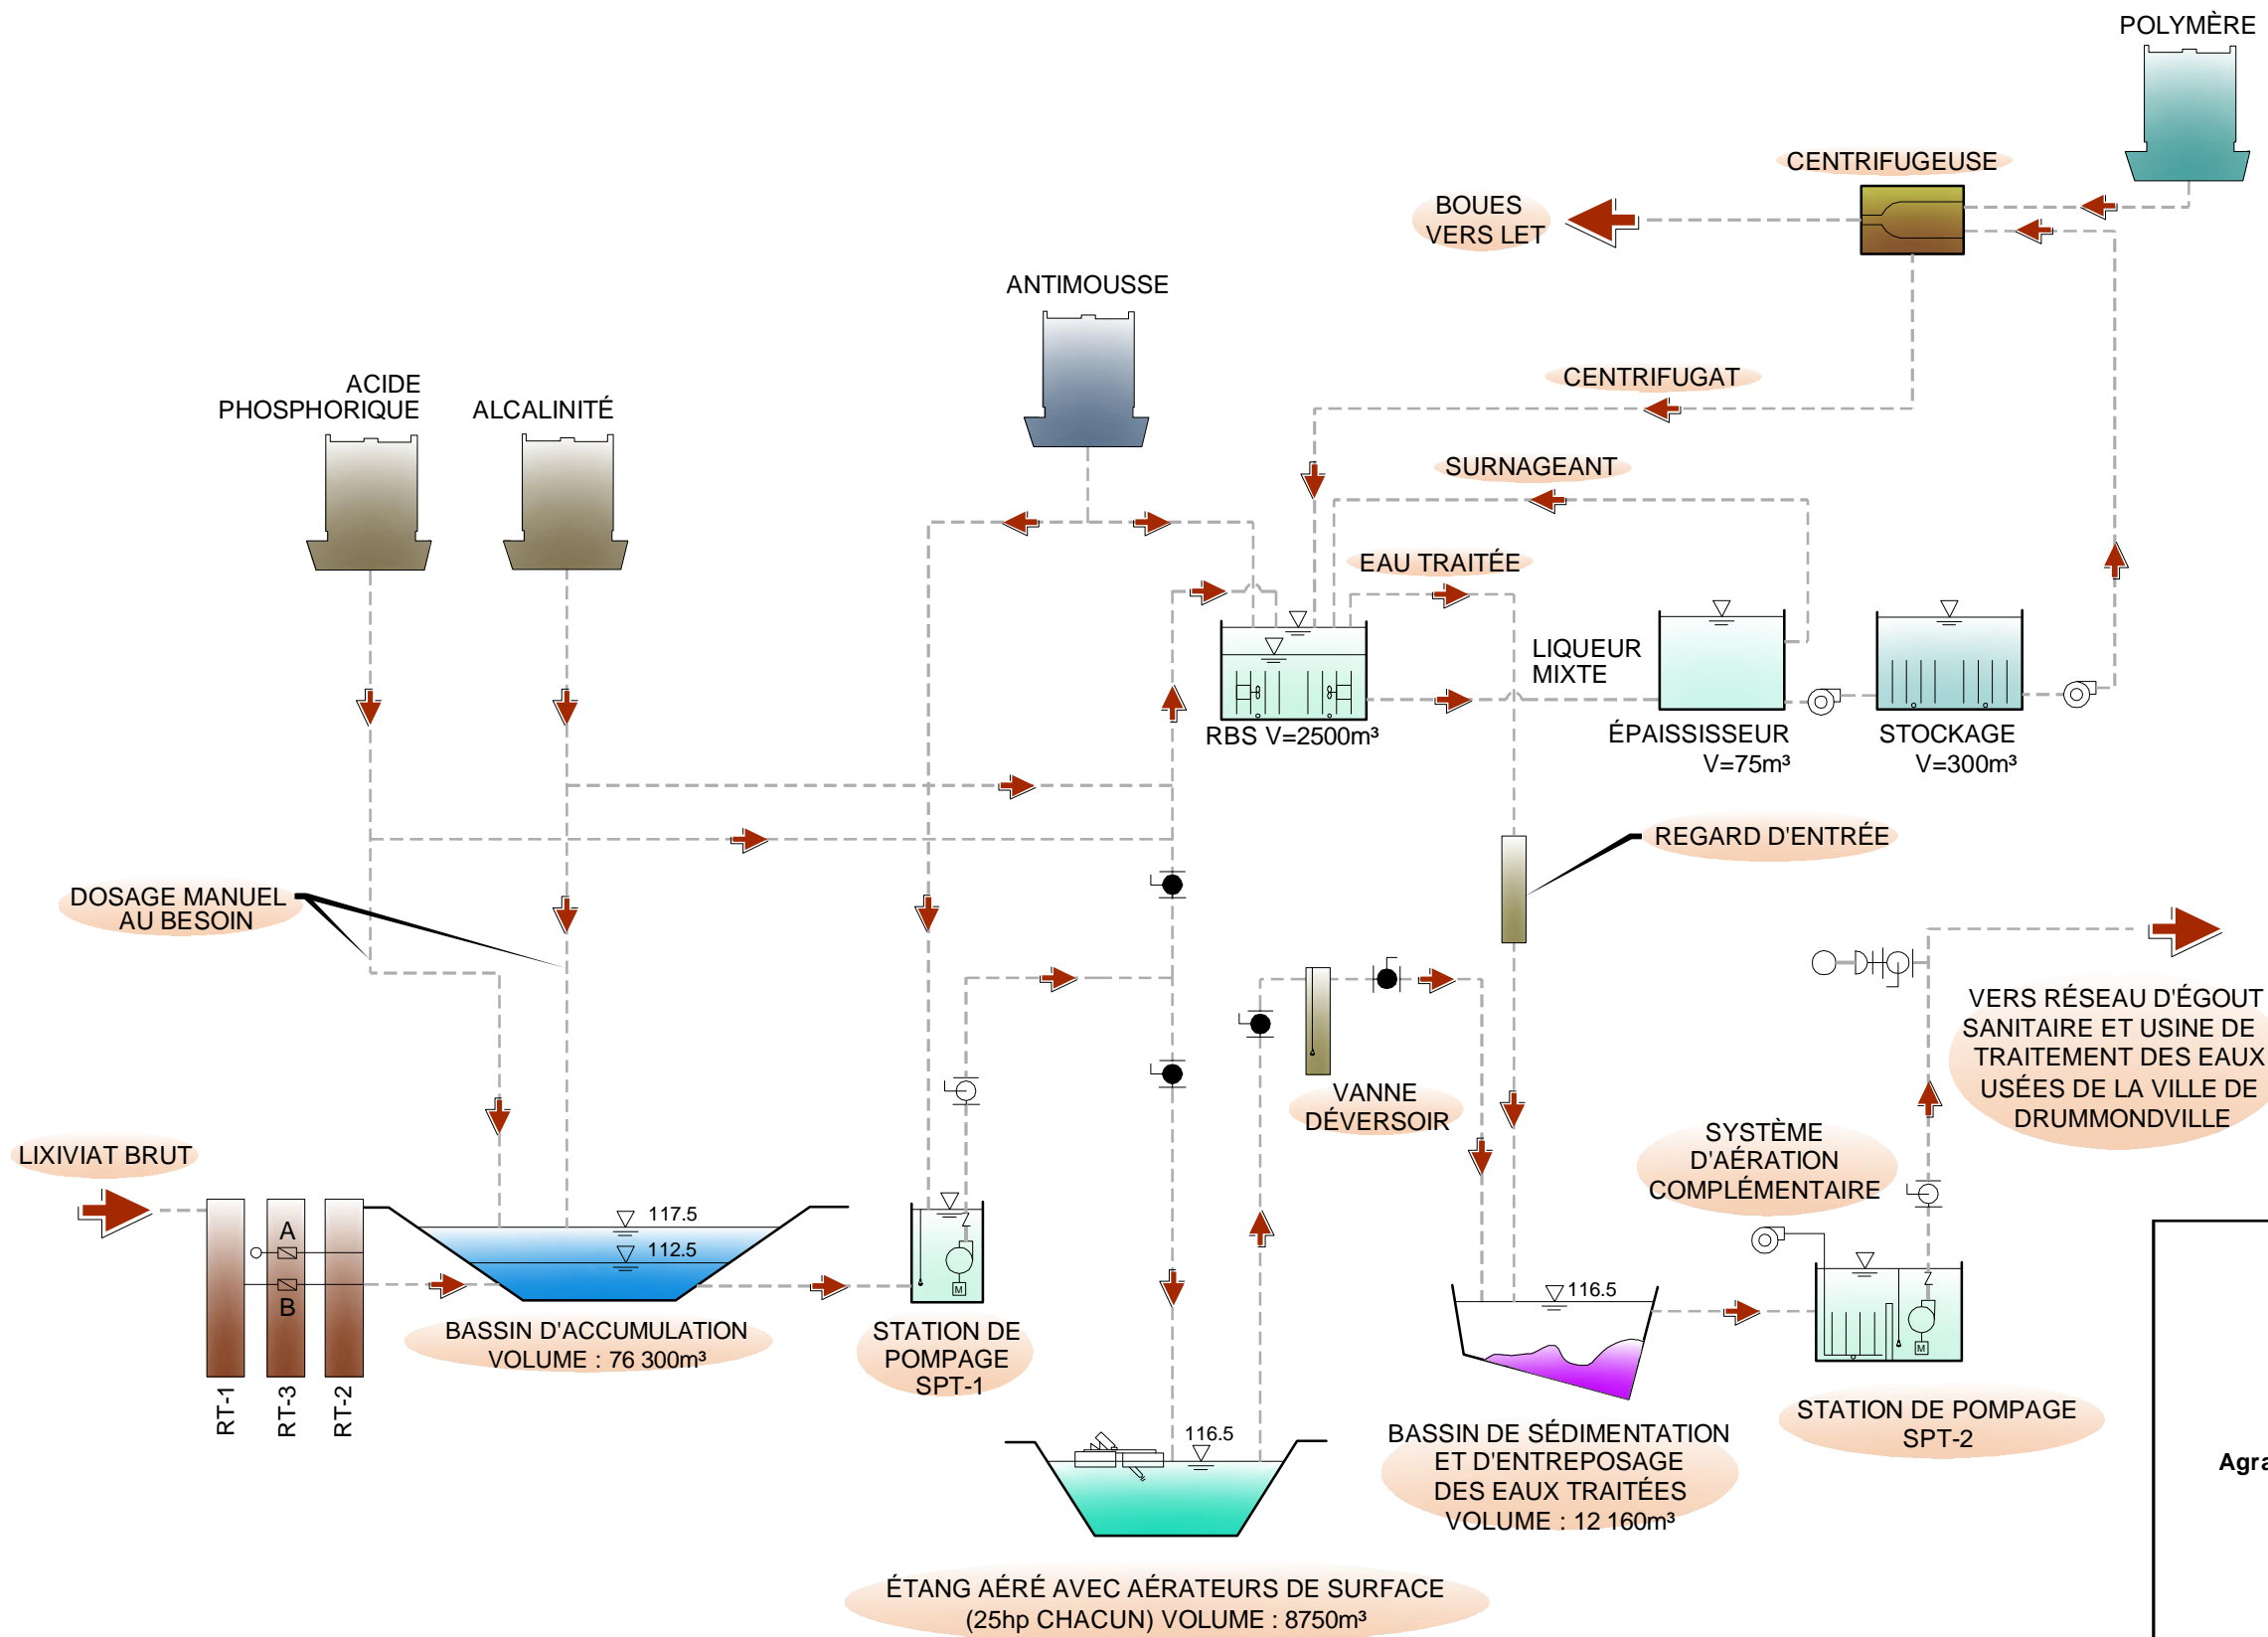 POLYMÈRE
CENTRIFUGEUSE
BOUES
VERS LET
ANTIMOUSSE
CENTRIFUGAT
ACIDE
PHOSPHORIQUE
ALCALINITÉ
SURNAGEANT
EAU TRAITÉE
LIQUEUR
MIXTE
RBS V=2500m³
ÉPAISSISSEUR
V=75m³
STOCKAGE
V=300m³
REGARD D'ENTRÉE
DOSAGE MANUEL
AU BESOIN
VERS RÉSEAU D'ÉGOUT
SANITAIRE ET USINE DE
TRAITEMENT DES EAUX
USÉES DE LA VILLE DE
DRUMMONDVILLE
VANNE
DÉVERSOIR
SYSTÈME
D'AÉRATION
COMPLÉMENTAIRE
LIXIVIAT BRUT
A
B
RT-1
RT-3
RT-2
117.5
112.5
BASSIN D'ACCUMULATION
VOLUME : 76 300m³
M
STATION DE
POMPAGE
SPT-1
116.5
M
STATION DE POMPAGE
SPT-2
116.5
BASSIN DE SÉDIMENTATION
ET D'ENTREPOSAGE
DES EAUX TRAITÉES
VOLUME : 12 160m³
ÉTANG AÉRÉ AVEC AÉRATEURS DE SURFACE
(25hp CHACUN) VOLUME : 8750m³
Agra